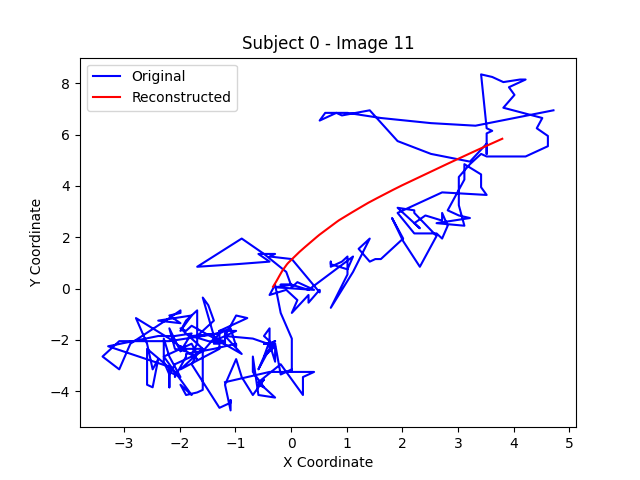 Subject 0 - Image 11
Original
Reconstructed
Y Coordinate
8
6
4
2
0
−2
−4
−3 −2 −1 0 1 2 3 4 5
X Coordinate